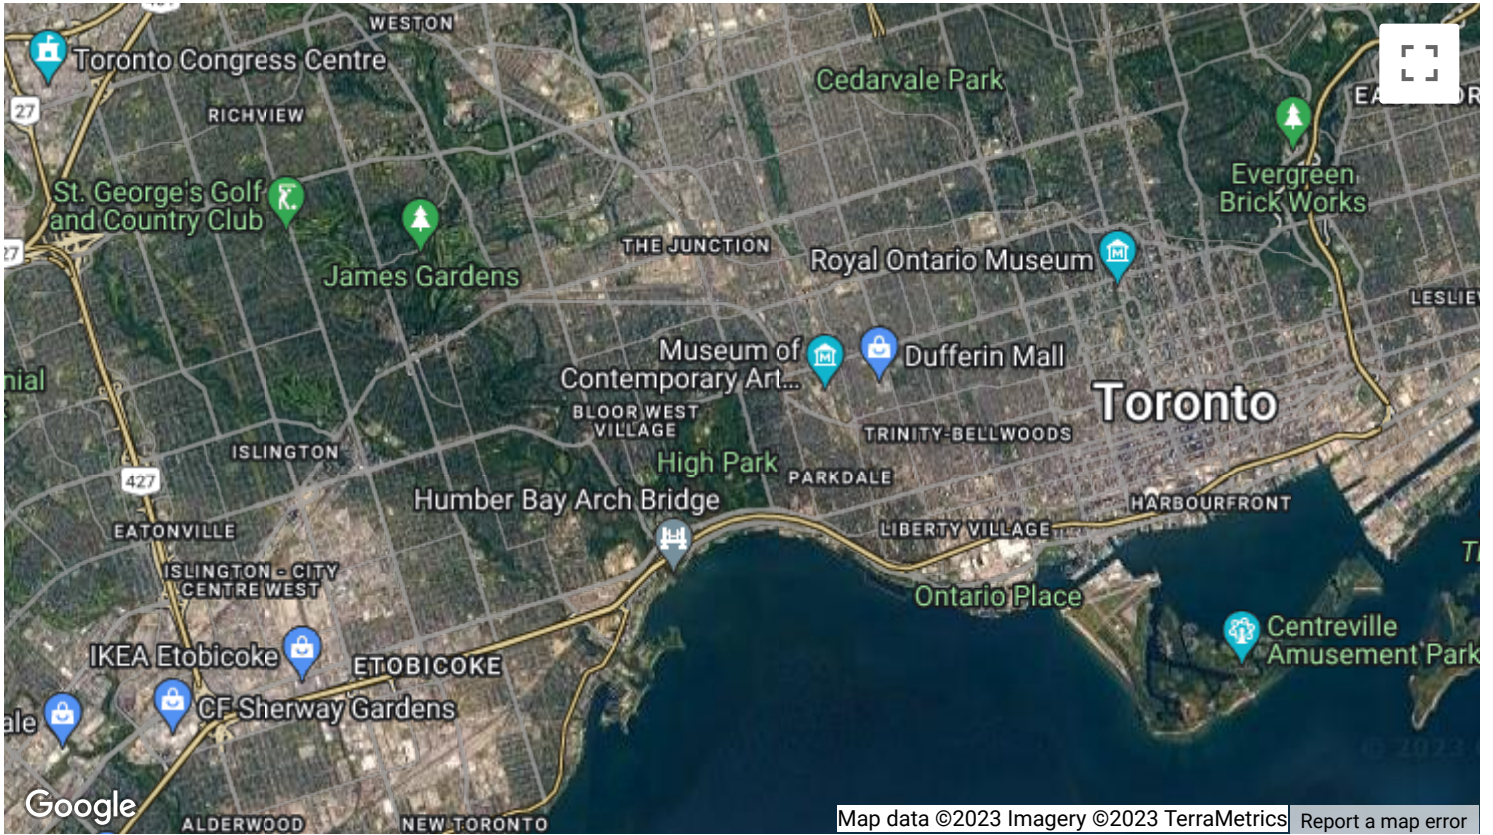 WESTON
Toronto Congress Centre
Cedarvale Park
27
RICHVIEW
Evergreen
Brick Works
St. George's Golf
and Country Club
27
THE JUNCTION
Royal Ontario Museum
James Gardens
Museum of
Contemporary Art...
Dufferin Mall
Toronto
BLOOR WEST
VILLAGE
TRINITY-BELLWOODS
ISLINGTON
High Park
PARKDALE
427
Humber Bay Arch Bridge
HARBOURFRONT
EATONVILLE
LIBERTY VILLAGE
ISLINGTON - CITY
CENTRE WEST
Ontario Place
Centreville
Amusement Park
IKEA Etobicoke
ETOBICOKE
CF Sherway Gardens
Google
ALDERWOOD
NEW TORONTO
Map data ©2023 Imagery ©2023 TerraMetrics
Report a map error